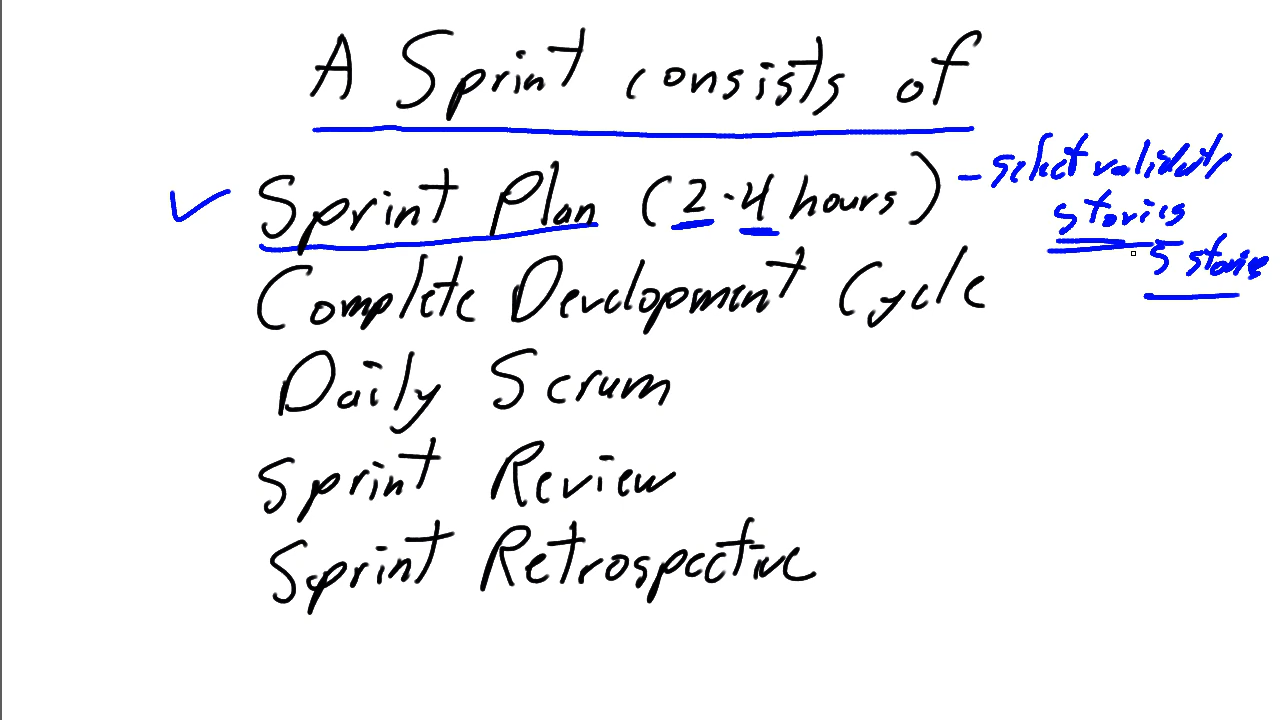 A Sprint consists of
Sprint Plan (2-4 hours) - select validate
stories
5 stories
Complete Development Cycle
Daily Scrum
Sprint Review
Sprint Retrospective